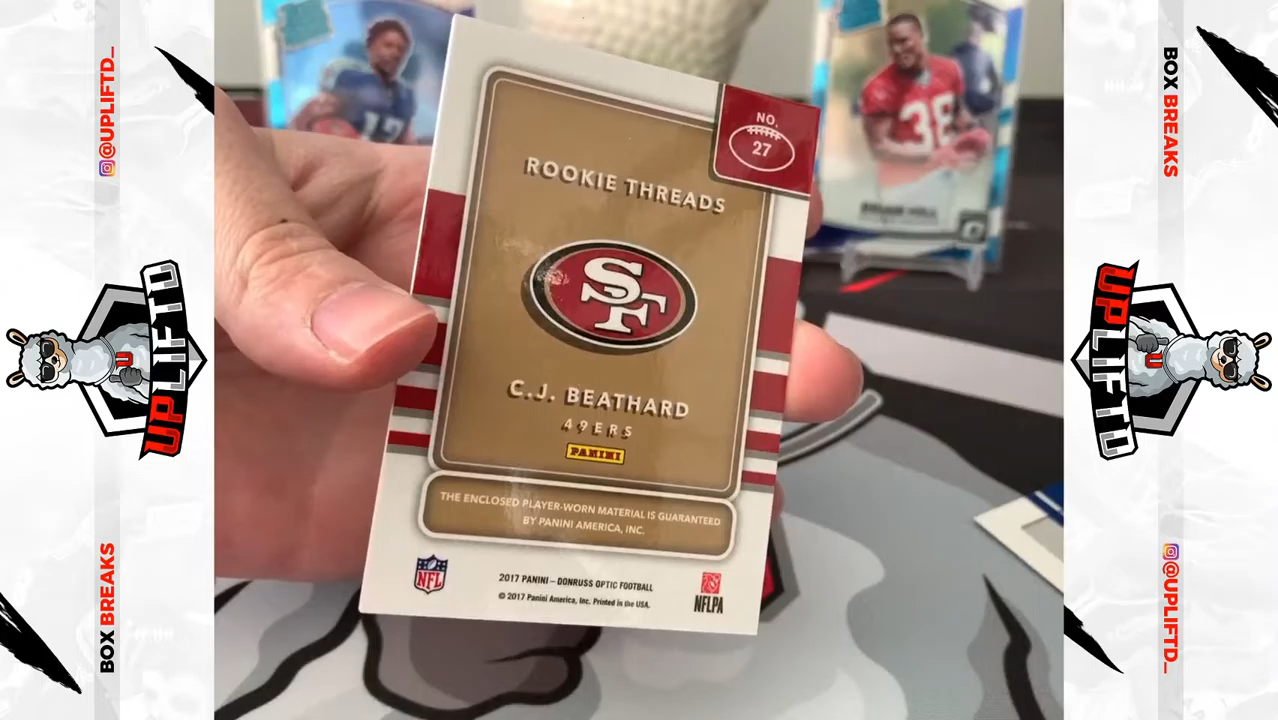 @UPLIFTD_
UPLIFTD
BOX BREAKS
12
38
NO.
27
ROOKIE THREADS
SF
C.J. BEATHARD
49ERS
PANINI
THE ENCLOSED PLAYER-WORN MATERIAL IS GUARANTEED
BY PANINI AMERICA, INC.
NFL
2017 PANINI – DONRUSS OPTIC FOOTBALL
© 2017 Panini America, Inc. Printed in the USA.
NFLPA
BOX BREAKS
UPLIFTD
@UPLIFTD_